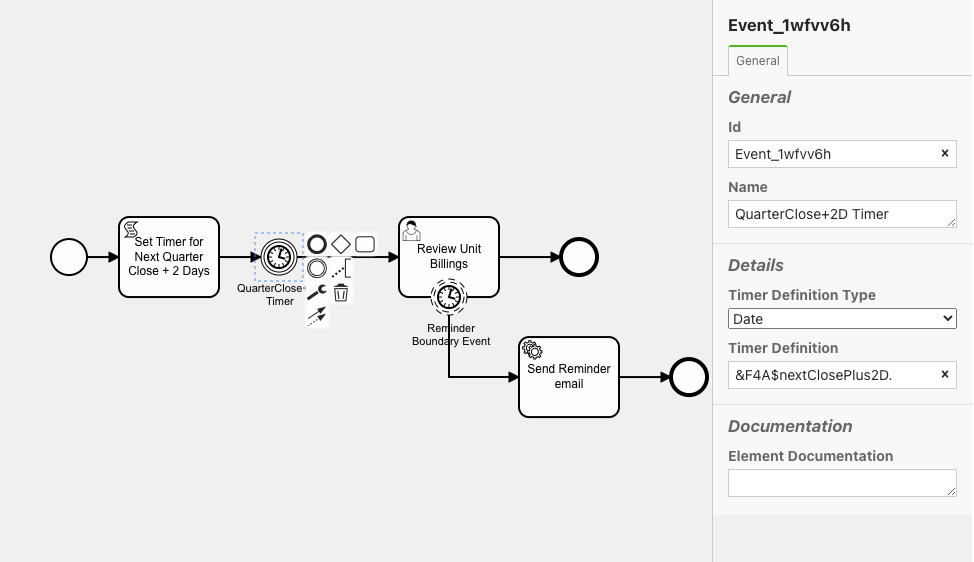 Set Timer for
Next Quarter
Close + 2 Days
QuarterClose+
Timer
Review Unit
Billings
Reminder
Boundary Event
Send Reminder
email
Event_1wfvv6h
General
General
Id
Event_1wfvv6h
×
Name
QuarterClose+2D Timer
Details
Timer Definition Type
Date
Timer Definition
&F4A$nextClosePlus2D.
×
Documentation
Element Documentation